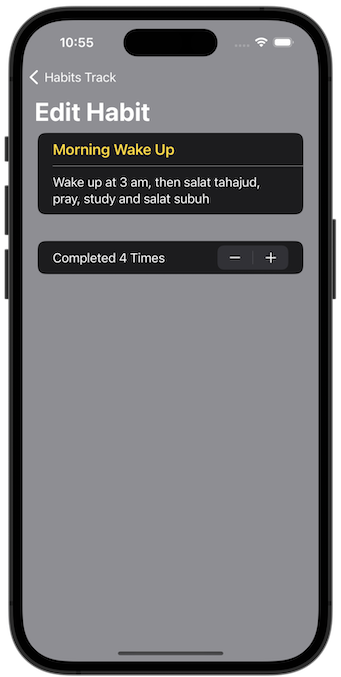 10:55
Habits Track
Edit Habit
Morning Wake Up
Wake up at 3 am, then salat tahajud,
pray, study and salat subuh
Completed 4 Times